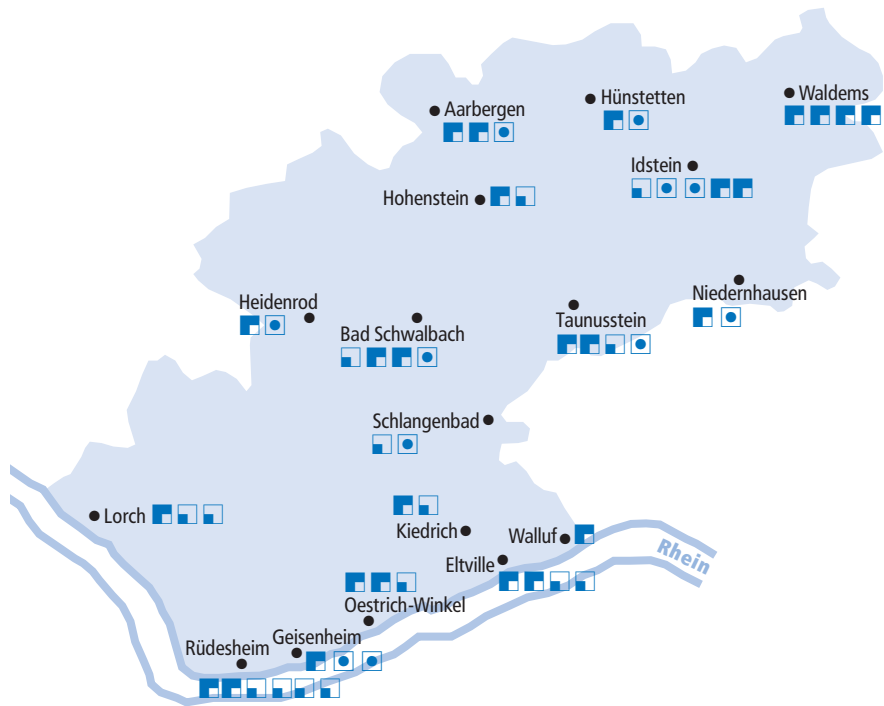 Waldems
Hünstetten
Aarbergen
Idstein
Hohenstein
Niedernhausen
Heidenrod
Taunusstein
Bad Schwalbach
Schlangenbad
Lorch
Kiedrich
Walluf
Rhein
Eltville
Oestrich-Winkel
Geisenheim
Rüdesheim